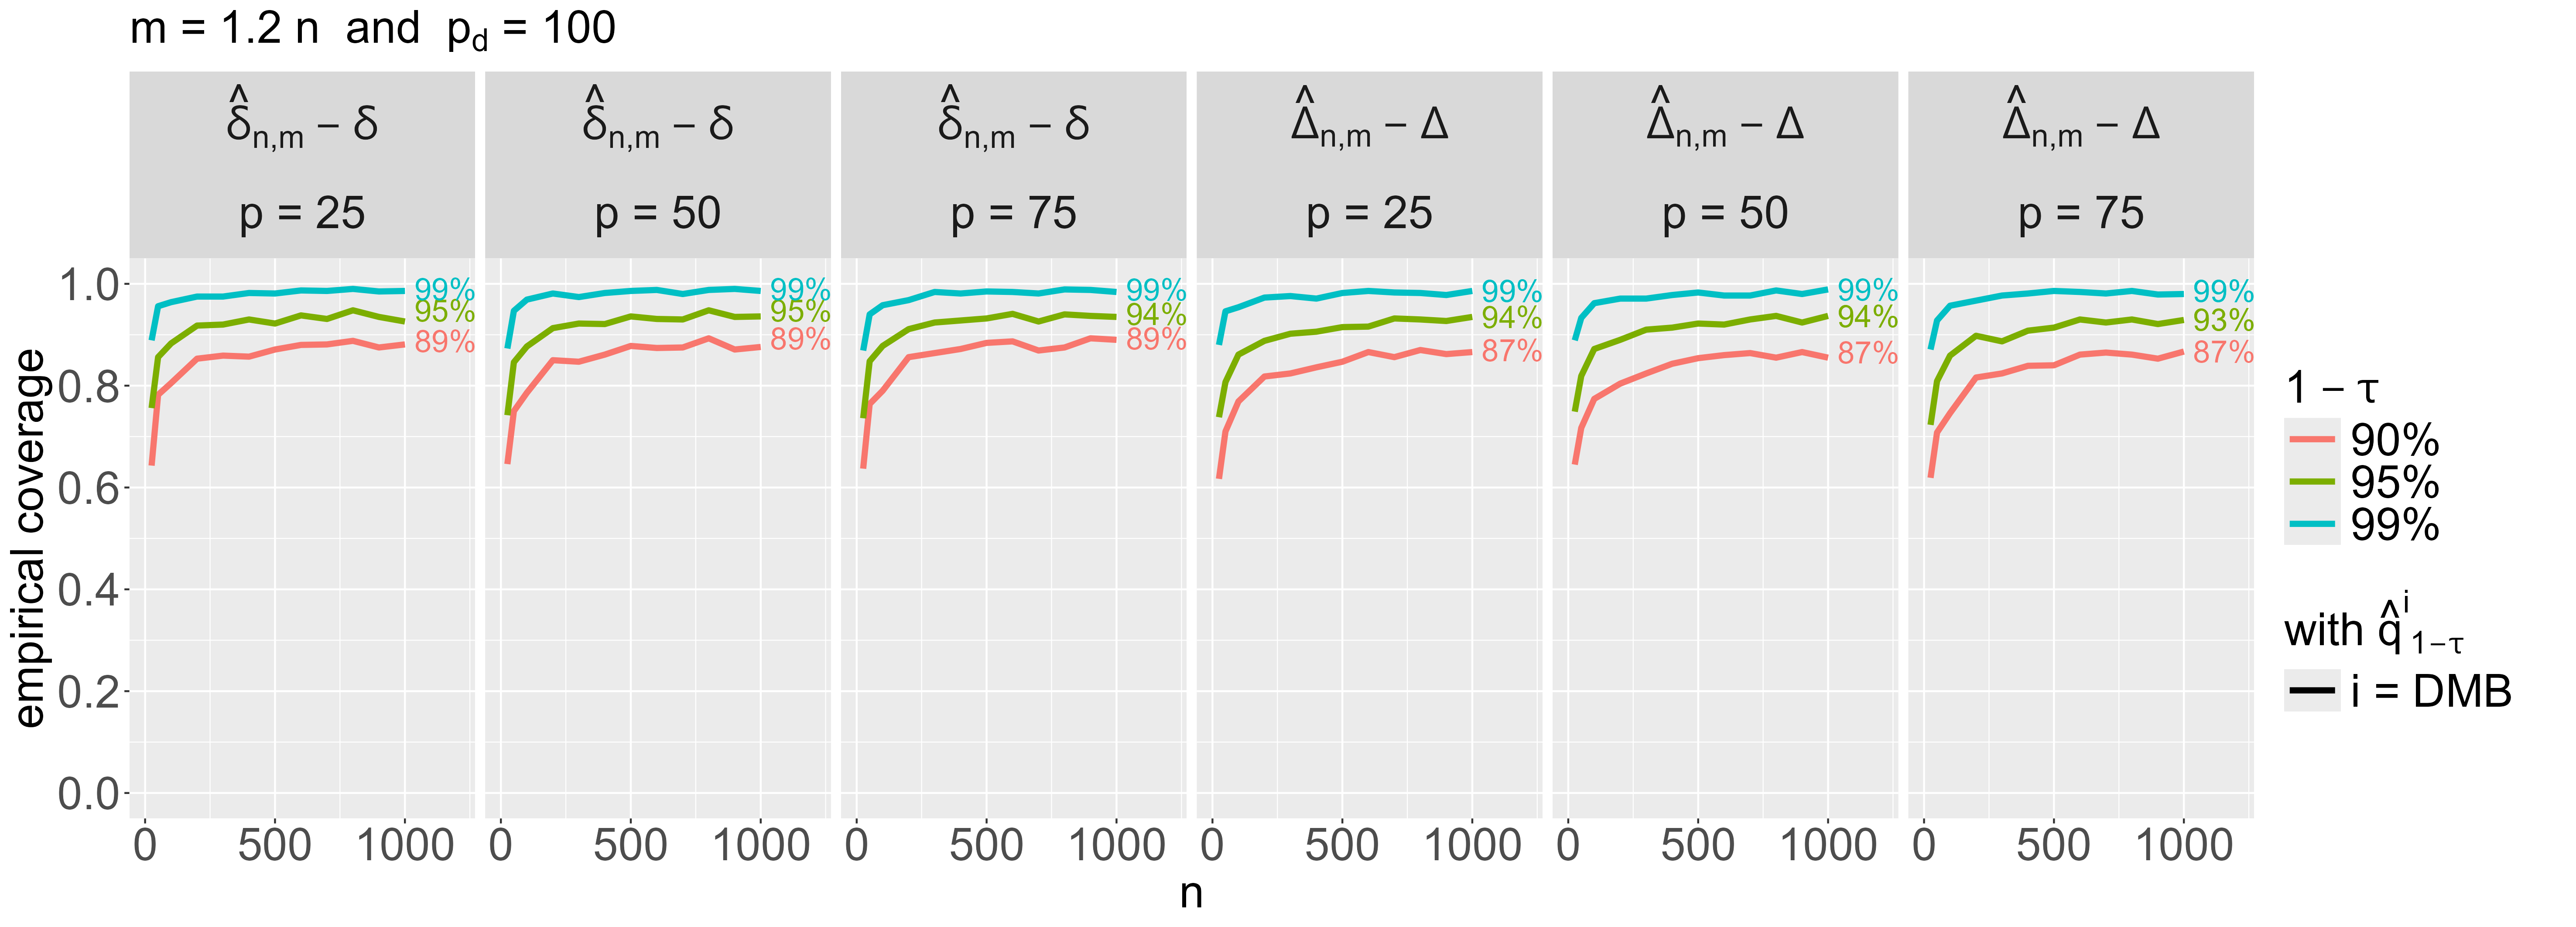 m = 1.2 n and p_d = 100
δ̂_n,m − δ
p = 25
δ̂_n,m − δ
p = 50
δ̂_n,m − δ
p = 75
Δ̂_n,m − Δ
p = 25
Δ̂_n,m − Δ
p = 50
Δ̂_n,m − Δ
p = 75
empirical coverage
1.0
0.8
0.6
0.4
0.2
0.0
99%
95%
89%
99%
95%
89%
99%
94%
89%
99%
94%
87%
99%
94%
87%
99%
93%
87%
0 500 1000
0 500 1000
0 500 1000
0 500 1000
0 500 1000
0 500 1000
n
1 − τ
90%
95%
99%
with q̂^i_1−τ
i = DMB